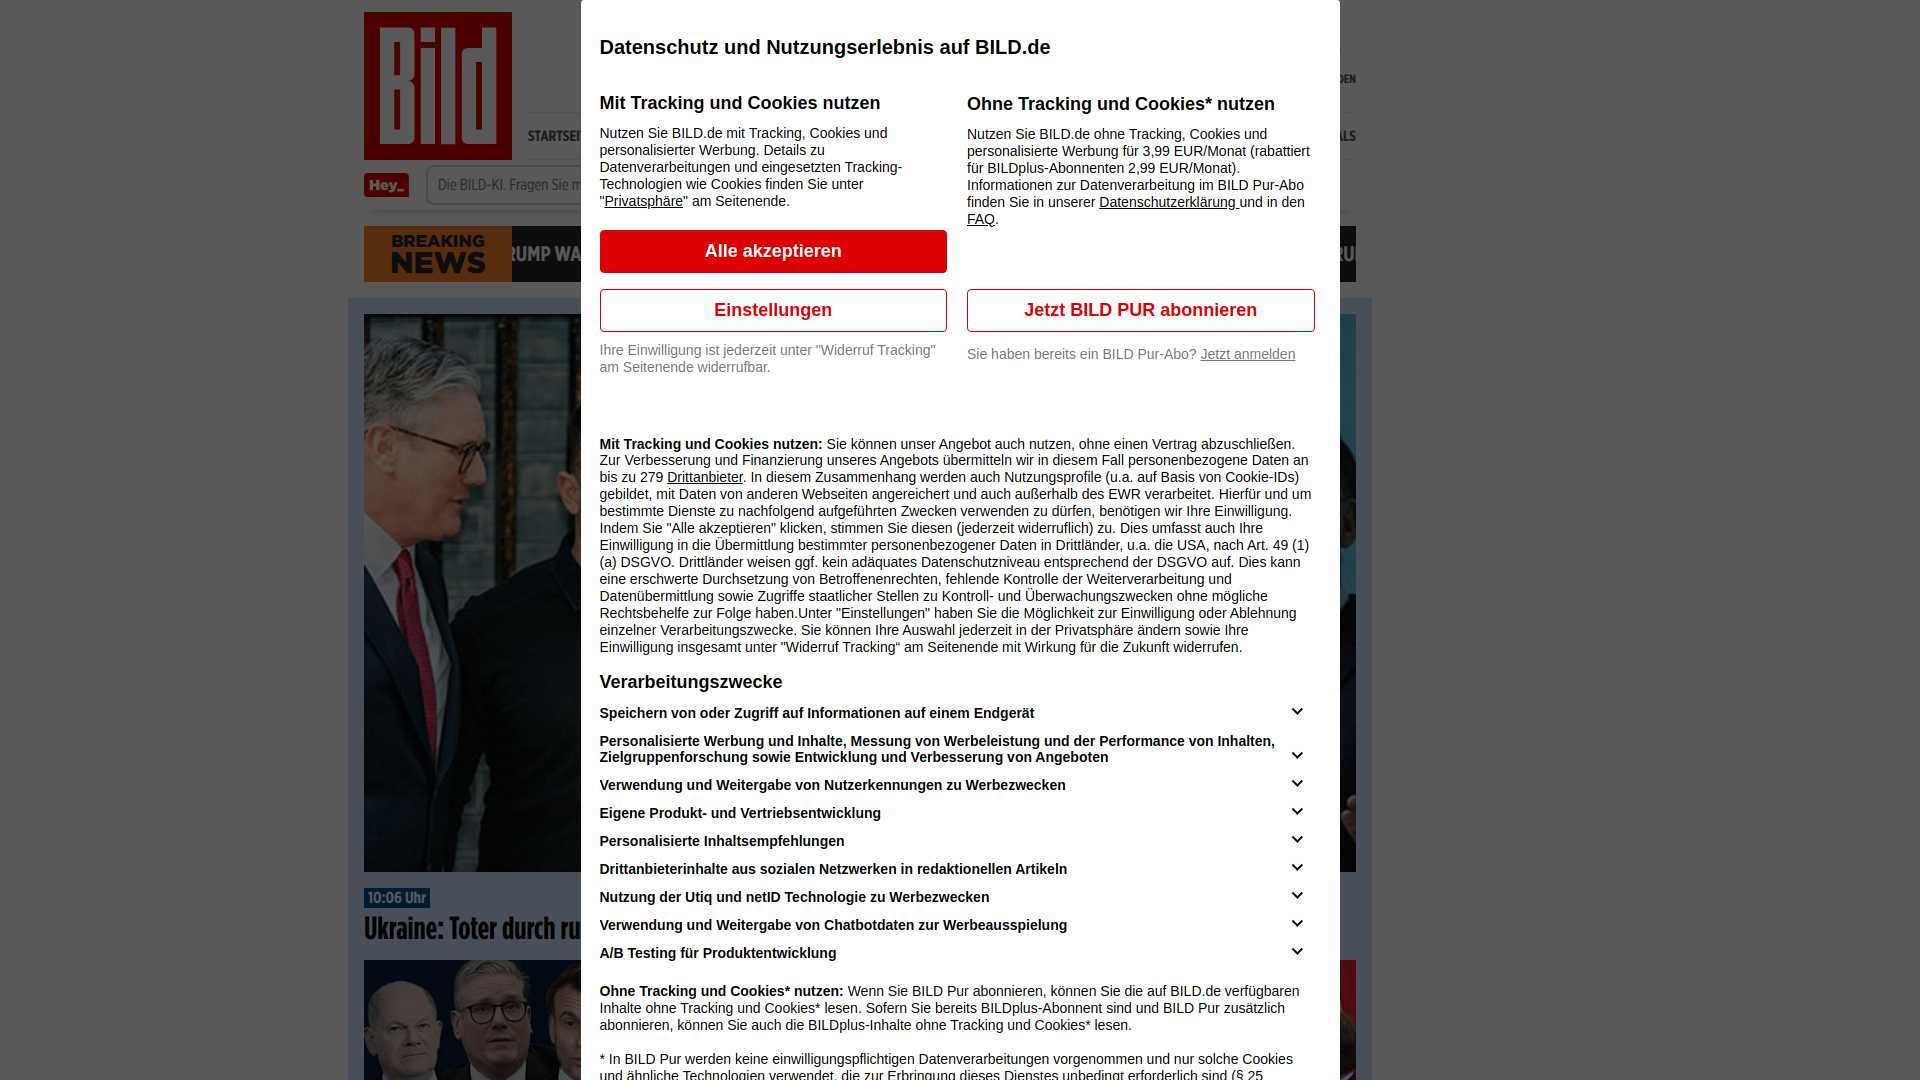 Bild
DEN
STARTSEI
ALS
Hey_
Die BILD-KI. Fragen Sie m
BREAKING
NEWS
RUMP WA
RU
10:06 Uhr
Ukraine: Toter durch ru
Datenschutz und Nutzungserlebnis auf BILD.de
Mit Tracking und Cookies nutzen
Nutzen Sie BILD.de mit Tracking, Cookies und
personalisierter Werbung. Details zu
Datenverarbeitungen und eingesetzten Tracking-
Technologien wie Cookies finden Sie unter
"Privatsphäre" am Seitenende.
Alle akzeptieren
Einstellungen
Ihre Einwilligung ist jederzeit unter "Widerruf Tracking"
am Seitenende widerrufbar.
Ohne Tracking und Cookies* nutzen
Nutzen Sie BILD.de ohne Tracking, Cookies und
personalisierte Werbung für 3,99 EUR/Monat (rabattiert
für BILDplus-Abonnenten 2,99 EUR/Monat).
Informationen zur Datenverarbeitung im BILD Pur-Abo
finden Sie in unserer Datenschutzerklärung und in den
FAQ.
Jetzt BILD PUR abonnieren
Sie haben bereits ein BILD Pur-Abo? Jetzt anmelden
Mit Tracking und Cookies nutzen: Sie können unser Angebot auch nutzen, ohne einen Vertrag abzuschließen.
Zur Verbesserung und Finanzierung unseres Angebots übermitteln wir in diesem Fall personenbezogene Daten an
bis zu 279 Drittanbieter. In diesem Zusammenhang werden auch Nutzungsprofile (u.a. auf Basis von Cookie-IDs)
gebildet, mit Daten von anderen Webseiten angereichert und auch außerhalb des EWR verarbeitet. Hierfür und um
bestimmte Dienste zu nachfolgend aufgeführten Zwecken verwenden zu dürfen, benötigen wir Ihre Einwilligung.
Indem Sie "Alle akzeptieren" klicken, stimmen Sie diesen (jederzeit widerruflich) zu. Dies umfasst auch Ihre
Einwilligung in die Übermittlung bestimmter personenbezogener Daten in Drittländer, u.a. die USA, nach Art. 49 (1)
(a) DSGVO. Drittländer weisen ggf. kein adäquates Datenschutzniveau entsprechend der DSGVO auf. Dies kann
eine erschwerte Durchsetzung von Betroffenenrechten, fehlende Kontrolle der Weiterverarbeitung und
Datenübermittlung sowie Zugriffe staatlicher Stellen zu Kontroll- und Überwachungszwecken ohne mögliche
Rechtsbehelfe zur Folge haben.Unter "Einstellungen" haben Sie die Möglichkeit zur Einwilligung oder Ablehnung
einzelner Verarbeitungszwecke. Sie können Ihre Auswahl jederzeit in der Privatsphäre ändern sowie Ihre
Einwilligung insgesamt unter "Widerruf Tracking“ am Seitenende mit Wirkung für die Zukunft widerrufen.
Verarbeitungszwecke
Speichern von oder Zugriff auf Informationen auf einem Endgerät
Personalisierte Werbung und Inhalte, Messung von Werbeleistung und der Performance von Inhalten,
Zielgruppenforschung sowie Entwicklung und Verbesserung von Angeboten
Verwendung und Weitergabe von Nutzerkennungen zu Werbezwecken
Eigene Produkt- und Vertriebsentwicklung
Personalisierte Inhaltsempfehlungen
Drittanbieterinhalte aus sozialen Netzwerken in redaktionellen Artikeln
Nutzung der Utiq und netID Technologie zu Werbezwecken
Verwendung und Weitergabe von Chatbotdaten zur Werbeausspielung
A/B Testing für Produktentwicklung
Ohne Tracking und Cookies* nutzen: Wenn Sie BILD Pur abonnieren, können Sie die auf BILD.de verfügbaren
Inhalte ohne Tracking und Cookies* lesen. Sofern Sie bereits BILDplus-Abonnent sind und BILD Pur zusätzlich
abonnieren, können Sie auch die BILDplus-Inhalte ohne Tracking und Cookies* lesen.
* In BILD Pur werden keine einwilligungspflichtigen Datenverarbeitungen vorgenommen und nur solche Cookies
und ähnliche Technologien verwendet, die zur Erbringung dieses Dienstes unbedingt erforderlich sind (§ 25